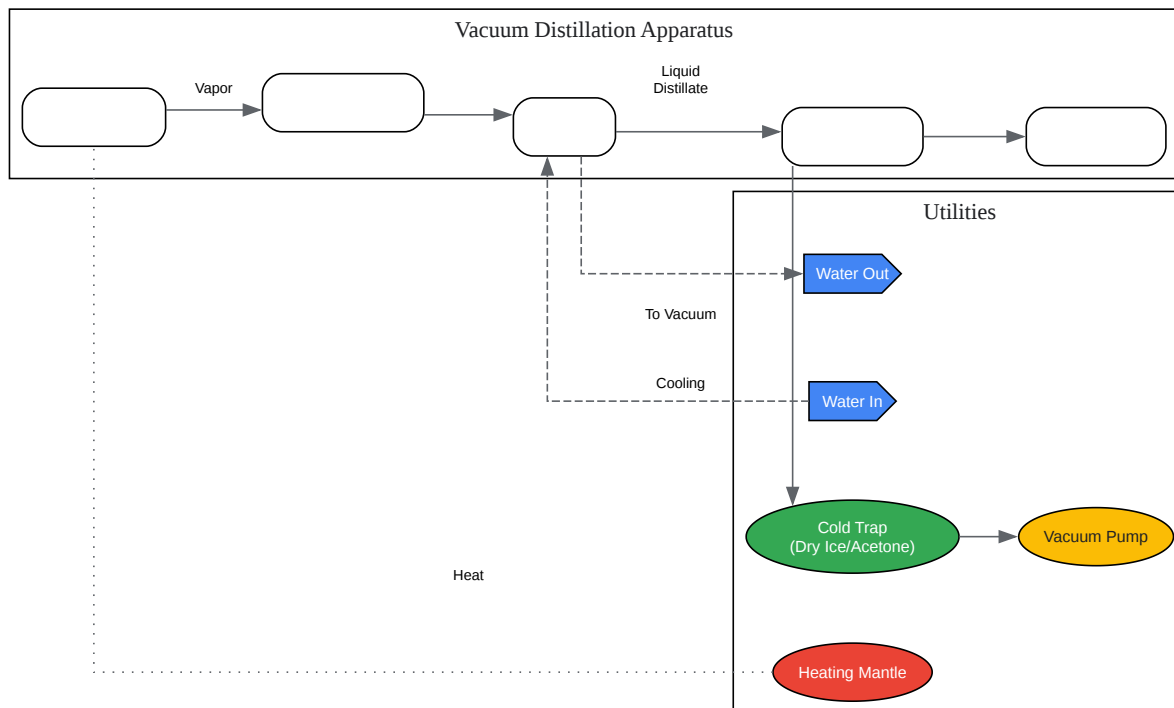 Vacuum Distillation Apparatus
Vapor
Liquid
Distillate
Utilities
Water Out
To Vacuum
Cooling
Water In
Cold Trap
(Dry Ice/Acetone)
Vacuum Pump
Heat
Heating Mantle